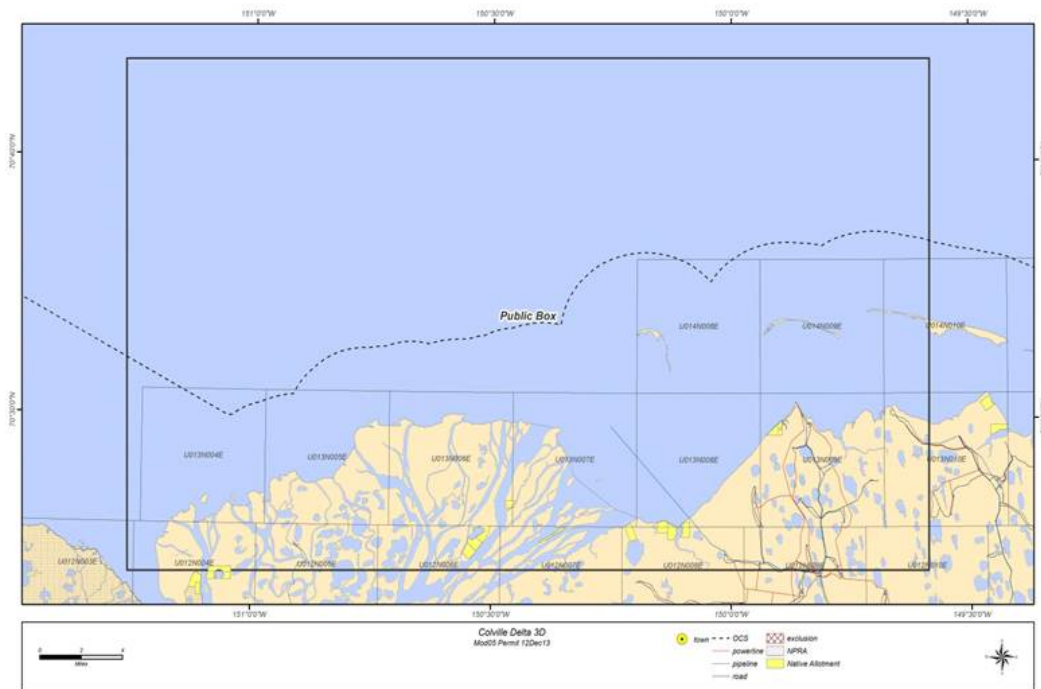 151°0'0"W 150°30'0"W 150°0'0"W 149°30'0"W
70°40'0"N
Public Box
U014N008E U014N009E U014N010E
70°30'0"N
U013N004E U013N005E U013N006E U013N007E U013N008E U013N009E U013N010E
U012N003E U012N004E U012N005E U012N006E U012N007E U012N008E U012N010E
151°0'0"W 150°30'0"W 150°0'0"W 149°30'0"W
Colville Delta 3D
Mod05 Permit 12Dec13
0 2 4
Miles
town OCS exclusion
powerline NPRA
pipeline Native Allotment
road